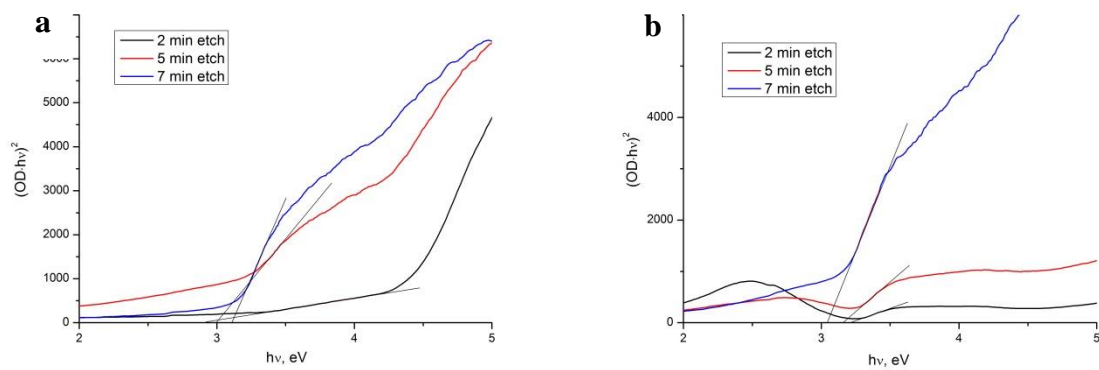 a
2 min etch
5 min etch
7 min etch
6000
5000
4000
3000
2000
1000
0
(OD·hν)²
2
3
4
5
hν, eV
b
2 min etch
5 min etch
7 min etch
4000
2000
0
(OD·hν)²
2
3
4
5
hν, eV